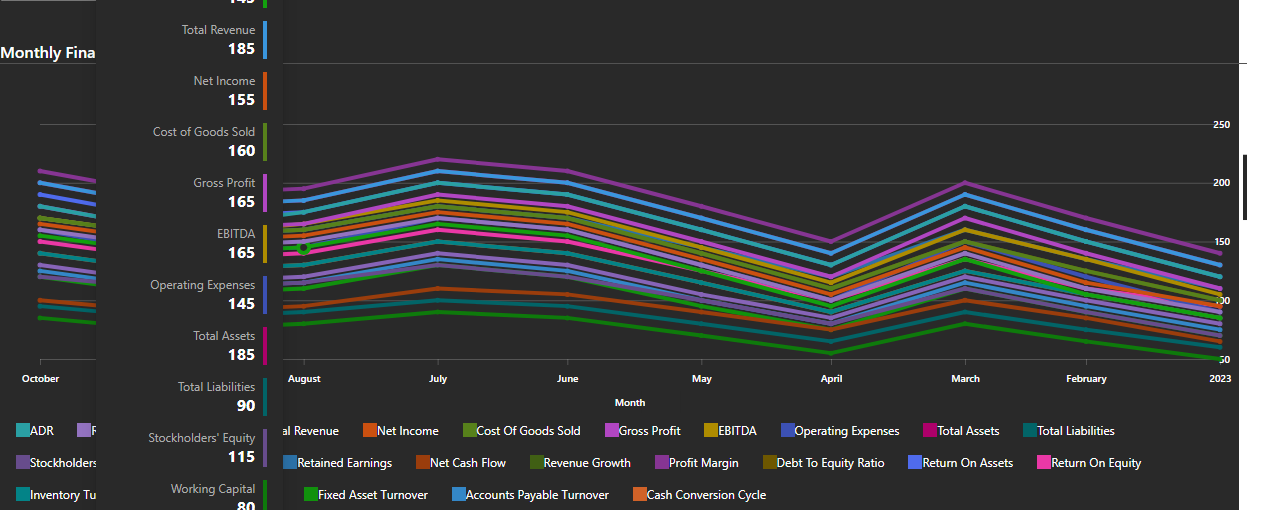 145
Total Revenue
185
Monthly Fina
Net Income
155
Cost of Goods Sold
160
Gross Profit
165
EBITDA
165
Operating Expenses
145
Total Assets
185
Total Liabilities
90
Stockholders' Equity
115
Working Capital
80
250
200
150
100
50
October
August
July
June
May
April
March
February
2023
Month
ADR
al Revenue
Net Income
Cost Of Goods Sold
Gross Profit
EBITDA
Operating Expenses
Total Assets
Total Liabilities
Stockholders
Retained Earnings
Net Cash Flow
Revenue Growth
Profit Margin
Debt To Equity Ratio
Return On Assets
Return On Equity
Inventory Tu
Fixed Asset Turnover
Accounts Payable Turnover
Cash Conversion Cycle